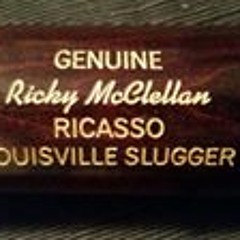 GENUINE
Ricky McClellan
RICASSO
OUISVILLE SLUGGER